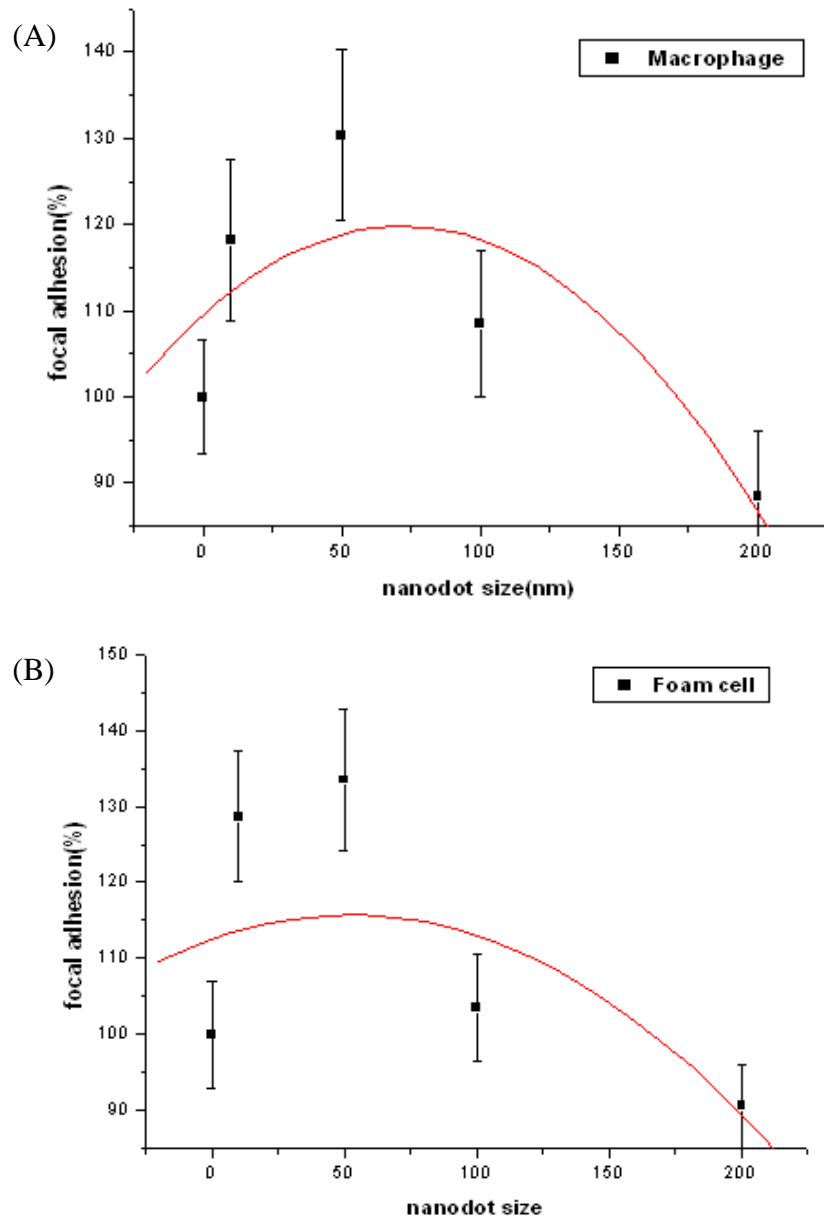 (A)
Macrophage
140
130
120
110
100
90
focal adhesion(%)
0 50 100 150 200
nanodot size(nm)
(B)
Foam cell
150
140
130
120
110
100
90
focal adhesion(%)
0 50 100 150 200
nanodot size